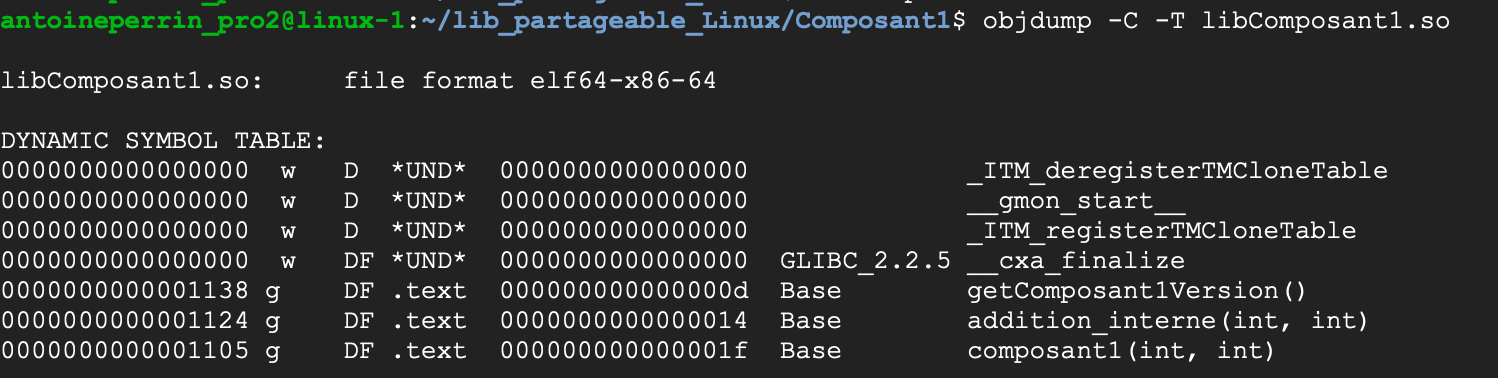 antoineperrin_pro2@linux-1:~/lib_partageable_Linux/Composant1$ objdump -C -T libComposant1.so
libComposant1.so:     file format elf64-x86-64
DYNAMIC SYMBOL TABLE:
0000000000000000  w   D  *UND*  0000000000000000              _ITM_deregisterTMCloneTable
0000000000000000  w   D  *UND*  0000000000000000              __gmon_start__
0000000000000000  w   D  *UND*  0000000000000000              _ITM_registerTMCloneTable
0000000000000000  w   DF *UND*  0000000000000000  GLIBC_2.2.5 __cxa_finalize
0000000000001138 g    DF .text  000000000000000d  Base        getComposant1Version()
0000000000001124 g    DF .text  0000000000000014  Base        addition_interne(int, int)
0000000000001105 g    DF .text  000000000000001f  Base        composant1(int, int)